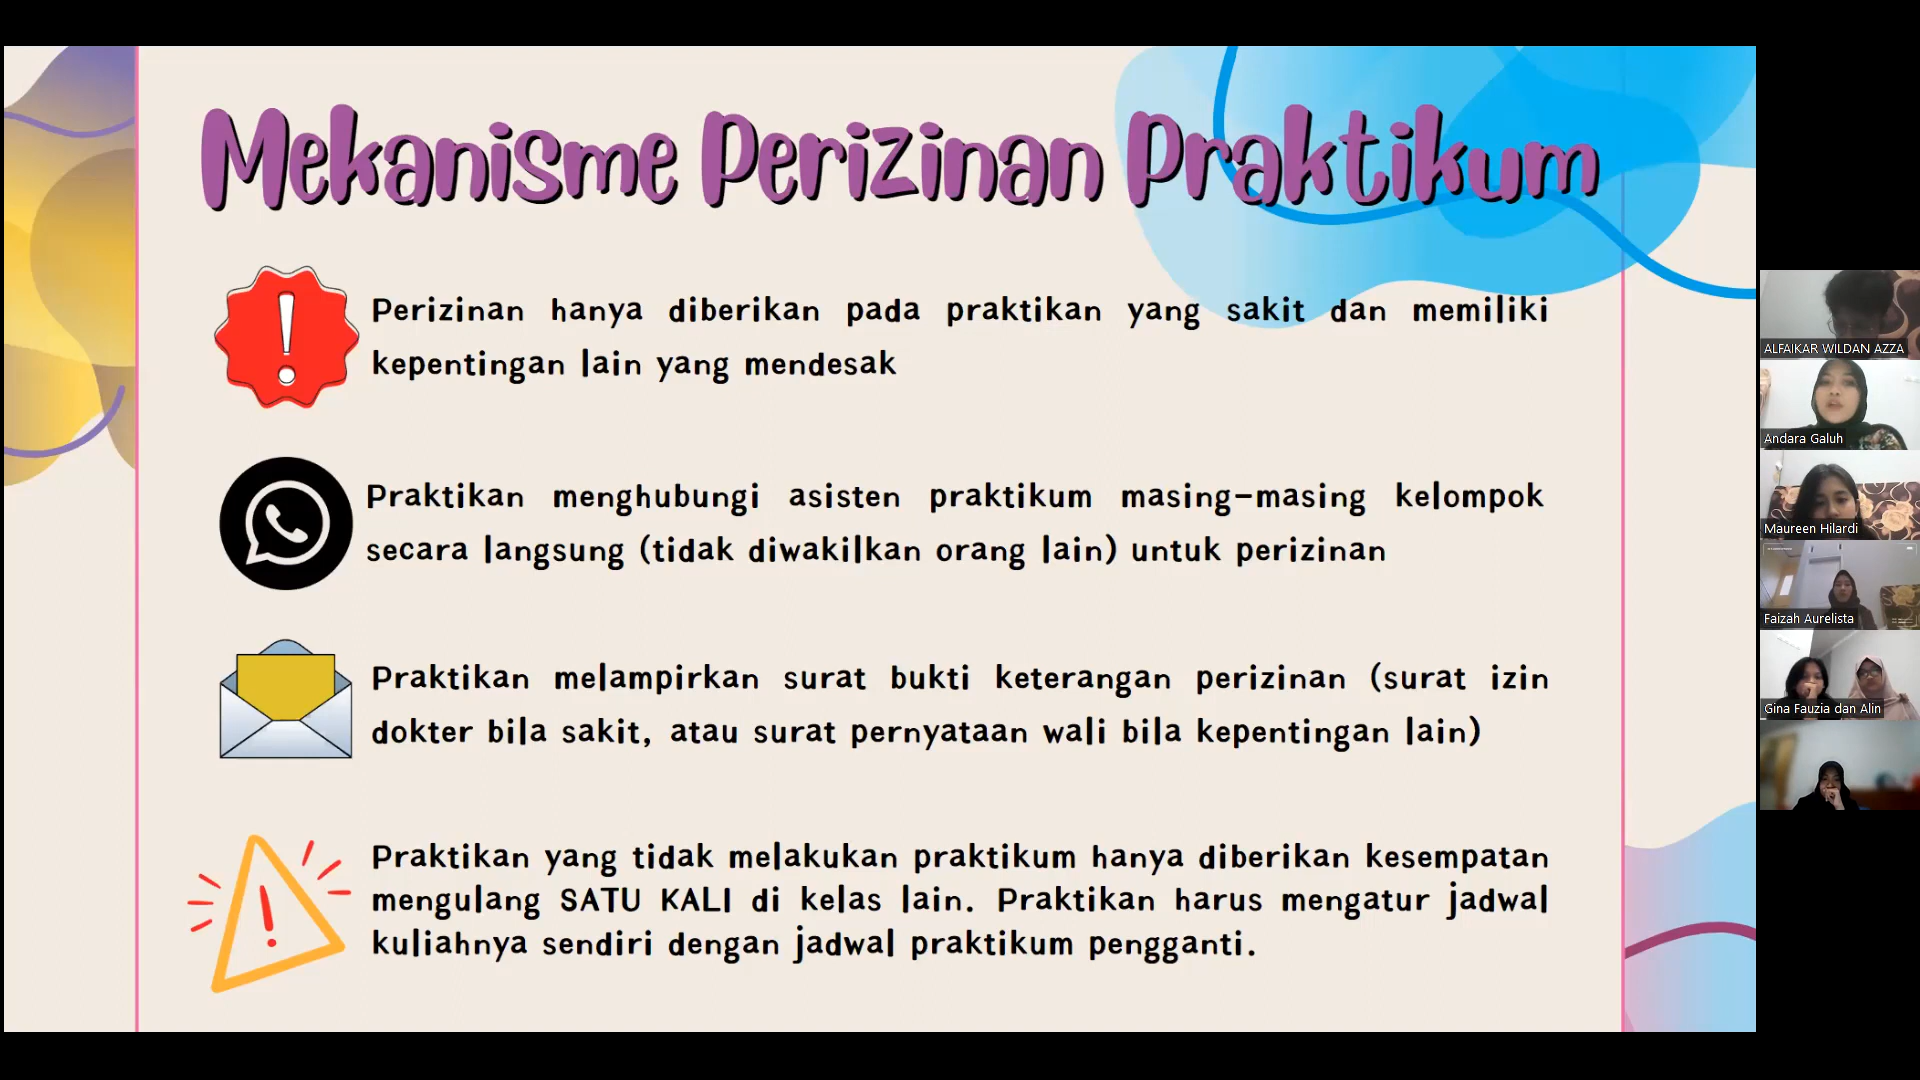 Mekanisme Perizinan Praktikum
Perizinan hanya diberikan pada praktikan yang sakit dan memiliki
kepentingan lain yang mendesak
Praktikan menghubungi asisten praktikum masing-masing kelompok
secara langsung (tidak diwakilkan orang lain) untuk perizinan
Praktikan melampirkan surat bukti keterangan perizinan (surat izin
dokter bila sakit, atau surat pernyataan wali bila kepentingan lain)
Praktikan yang tidak melakukan praktikum hanya diberikan kesempatan
mengulang SATU KALI di kelas lain. Praktikan harus mengatur jadwal
kuliahnya sendiri dengan jadwal praktikum pengganti.
ALFAIKAR WILDAN AZZA
Andara Galuh
Maureen Hilardi
Faizah Aurelista
Gina Fauzia dan Alin